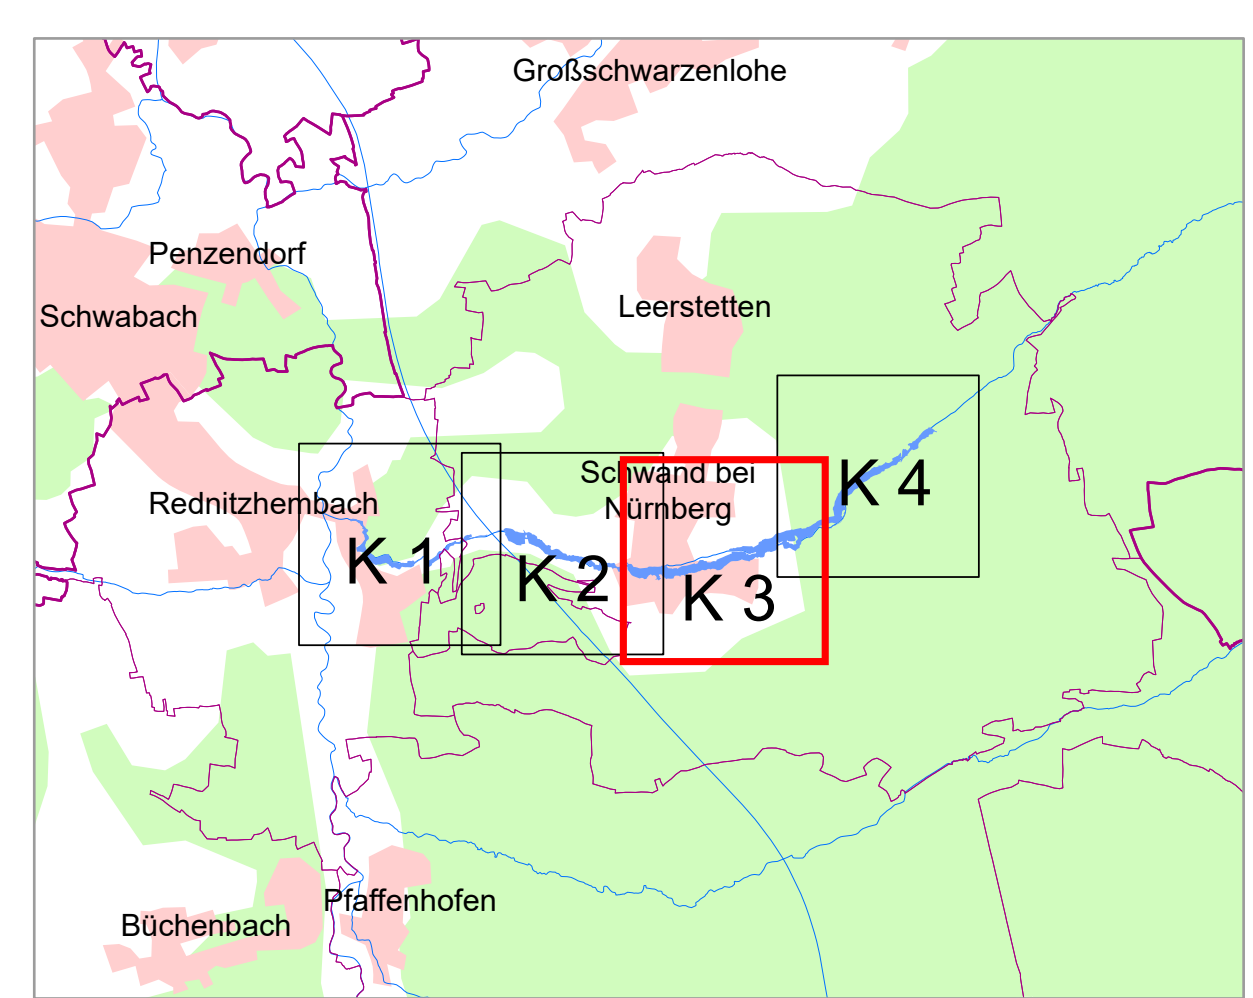 Großschwarzenlohe
Penzendorf
Leerstetten
Schwabach
Schwand bei
Nürnberg
K 4
Rednitzhembach
K 1
K 2
K 3
Pfaffenhofen
Büchenbach